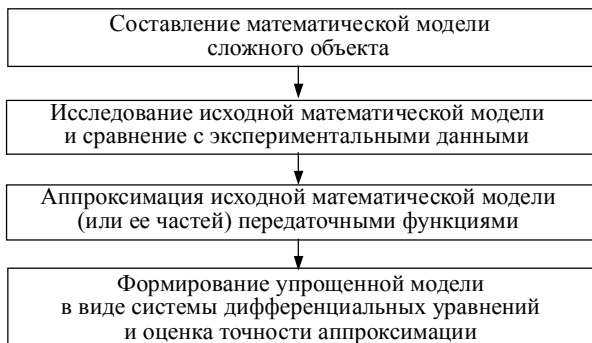 Составление математической модели
сложного объекта
Исследование исходной математической модели
и сравнение с экспериментальными данными
Аппроксимация исходной математической модели
(или ее частей) передаточными функциями
Формирование упрощенной модели
в виде системы дифференциальных уравнений
и оценка точности аппроксимации